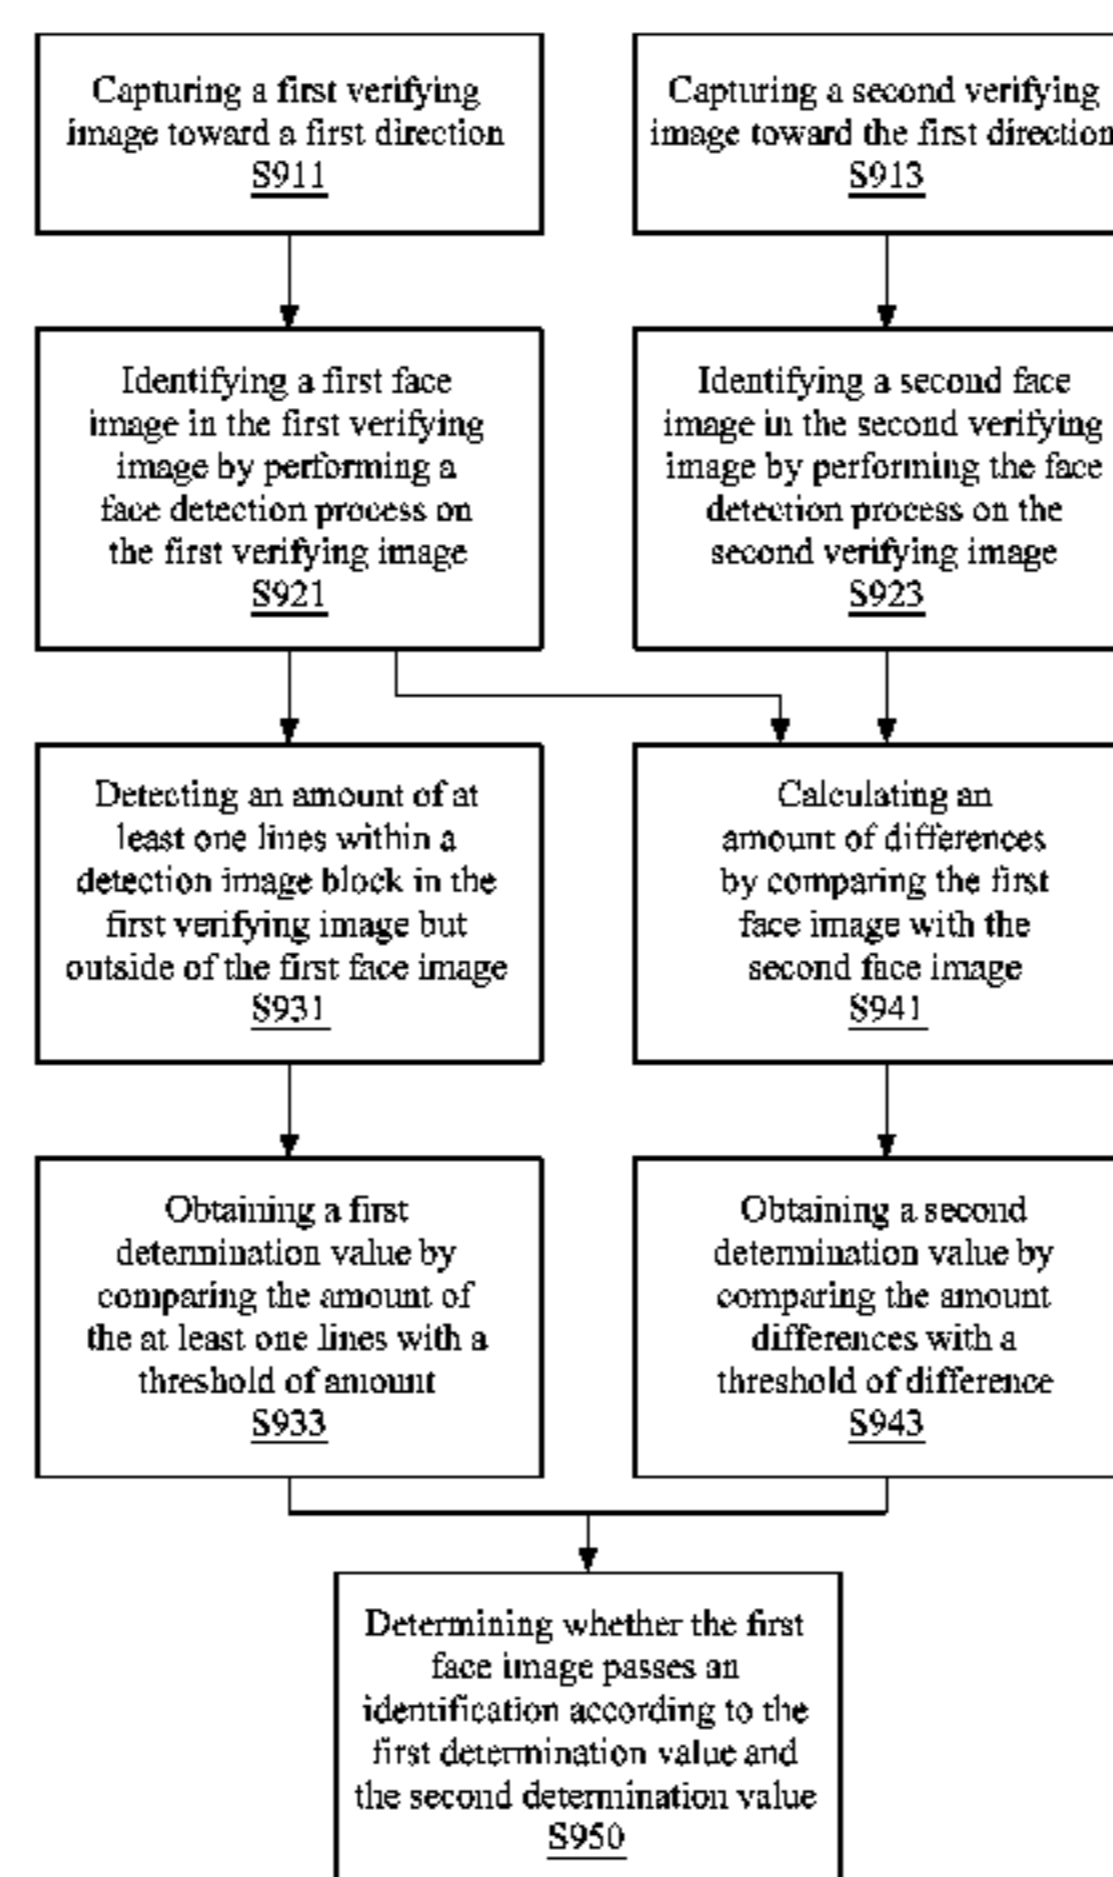 Capturing a first verifying
image toward a first direction
S911
Capturing a second verifying
image toward the first direction
S913
Identifying a first face
image in the first verifying
image by performing a
face detection process on
the first verifying image
S921
Identifying a second face
image in the second verifying
image by performing the face
detection process on the
second verifying image
S923
Detecting an amount of at
least one lines within a
detection image block in the
first verifying image but
outside of the first face image
S931
Calculating an
amount of differences
by comparing the first
face image with the
second face image
S941
Obtaining a first
determination value by
comparing the amount of
the at least one lines with a
threshold of amount
S933
Obtaining a second
determination value by
comparing the amount
differences with a
threshold of difference
S943
Determining whether the first
face image passes an
identification according to the
first determination value and
the second determination value
S950